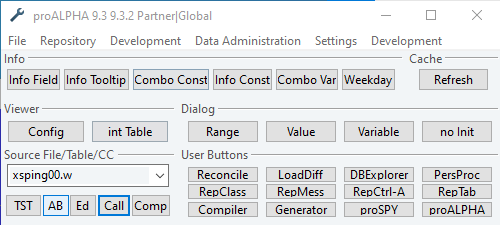 proALPHA 9.3 9.3.2 Partner|Global
File Repository Development Data Administration Settings Development
Info Cache
Info Field Info Tooltip Combo Const Info Const Combo Var Weekday Refresh
Viewer Dialog
Config int Table Range Value Variable no Init
Source File/Table/CC User Buttons
xsping00.w Reconcile LoadDiff DBExplorer PersProc
RepClass RepMess RepCtrl-A RepTab
TST AB Ed Call Comp Compiler Generator proSPY proALPHA